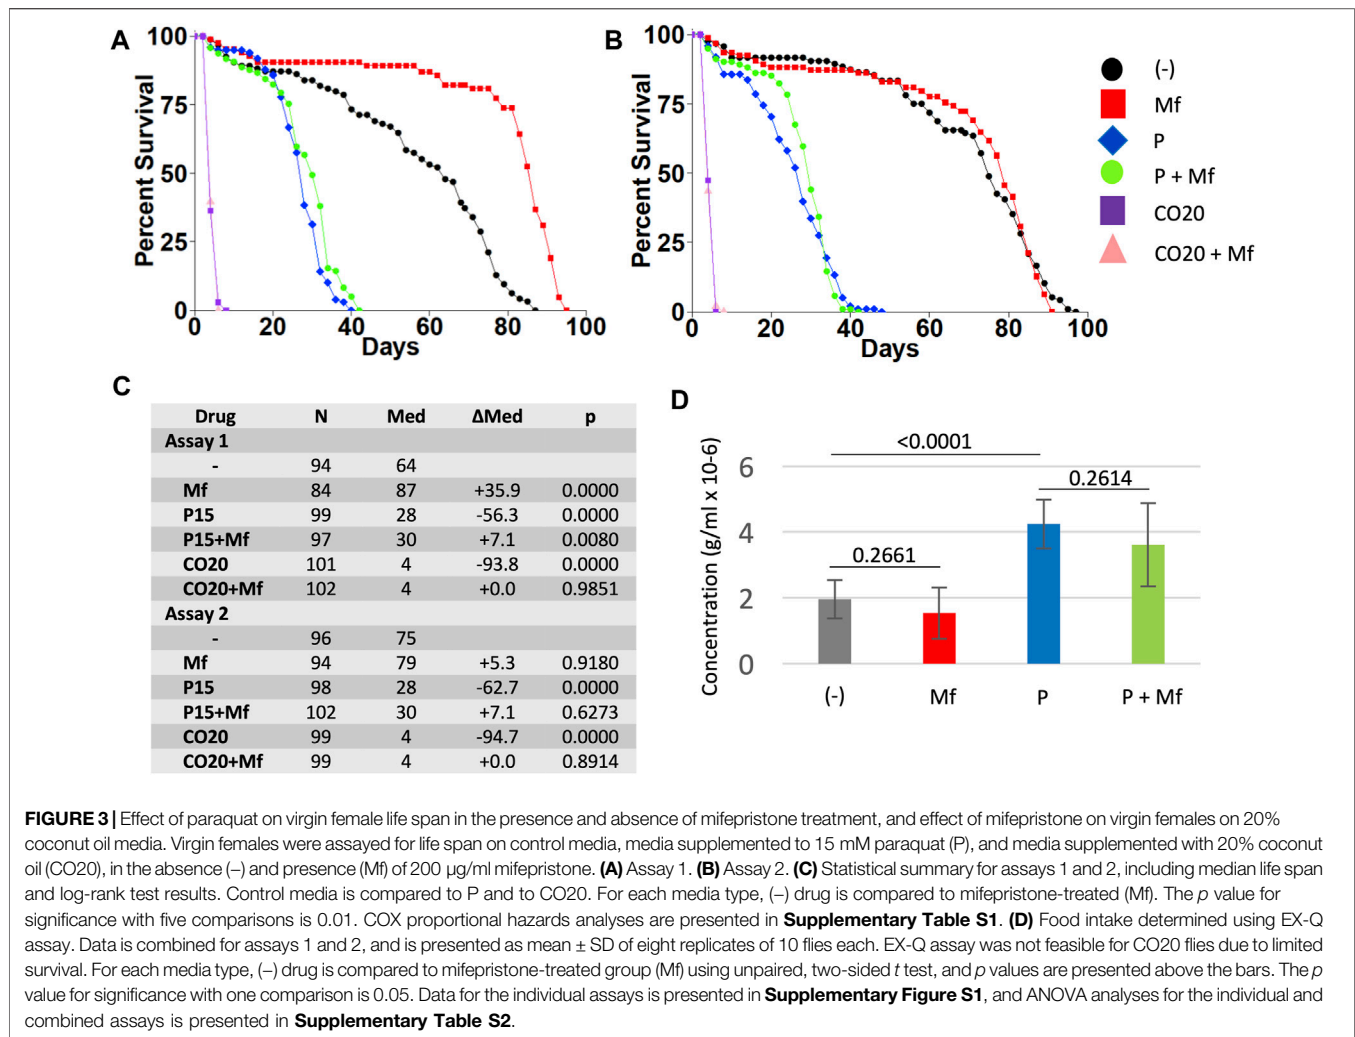 A
100
75
50
25
0
Percent Survival
0 20 40 60 80 100
Days
B
100
75
50
25
0
Percent Survival
0 20 40 60 80 100
Days
(-)
Mf
P
P + Mf
CO20
CO20 + Mf
C
Drug N Med ΔMed p
Assay 1
- 94 64
Mf 84 87 +35.9 0.0000
P15 99 28 -56.3 0.0000
P15+Mf 97 30 +7.1 0.0080
CO20 101 4 -93.8 0.0000
CO20+Mf 102 4 +0.0 0.9851
Assay 2
- 96 75
Mf 94 79 +5.3 0.9180
P15 98 28 -62.7 0.0000
P15+Mf 102 30 +7.1 0.6273
CO20 99 4 -94.7 0.0000
CO20+Mf 99 4 +0.0 0.8914
D
Concentration (g/ml x 10-6)
6
4
2
0
<0.0001
0.2614
0.2661
(-) Mf P P + Mf
FIGURE 3 | Effect of paraquat on virgin female life span in the presence and absence of mifepristone treatment, and effect of mifepristone on virgin females on 20%
coconut oil media. Virgin females were assayed for life span on control media, media supplemented to 15 mM paraquat (P), and media supplemented with 20% coconut
oil (CO20), in the absence (–) and presence (Mf) of 200 µg/ml mifepristone. (A) Assay 1. (B) Assay 2. (C) Statistical summary for assays 1 and 2, including median life span
and log-rank test results. Control media is compared to P and to CO20. For each media type, (–) drug is compared to mifepristone-treated (Mf). The p value for
significance with five comparisons is 0.01. COX proportional hazards analyses are presented in Supplementary Table S1. (D) Food intake determined using EX-Q
assay. Data is combined for assays 1 and 2, and is presented as mean ± SD of eight replicates of 10 flies each. EX-Q assay was not feasible for CO20 flies due to limited
survival. For each media type, (–) drug is compared to mifepristone-treated group (Mf) using unpaired, two-sided t test, and p values are presented above the bars. The p
value for significance with one comparison is 0.05. Data for the individual assays is presented in Supplementary Figure S1, and ANOVA analyses for the individual and
combined assays is presented in Supplementary Table S2.